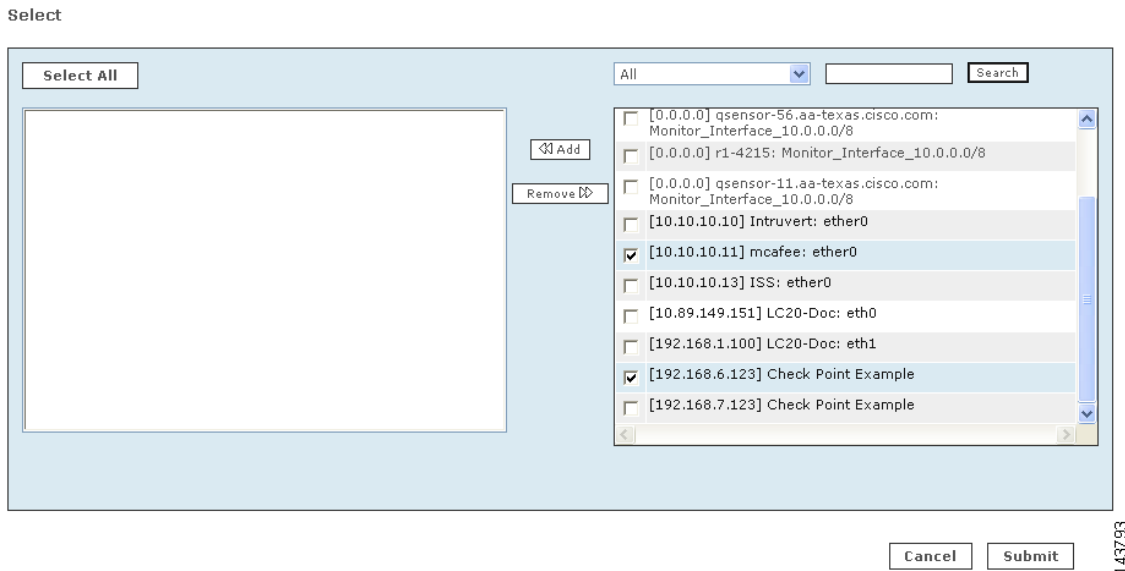 Select
Select All
All
Search
Add
Remove
[0.0.0.0] qsensor-56.aa-texas.cisco.com:
Monitor_Interface_10.0.0.0/8
[0.0.0.0] r1-4215: Monitor_Interface_10.0.0.0/8
[0.0.0.0] qsensor-11.aa-texas.cisco.com:
Monitor_Interface_10.0.0.0/8
[10.10.10.10] Intruvert: ether0
[10.10.10.11] mcafee: ether0
[10.10.10.13] ISS: ether0
[10.89.149.151] LC20-Doc: eth0
[192.168.1.100] LC20-Doc: eth1
[192.168.6.123] Check Point Example
[192.168.7.123] Check Point Example
Cancel
Submit
143793